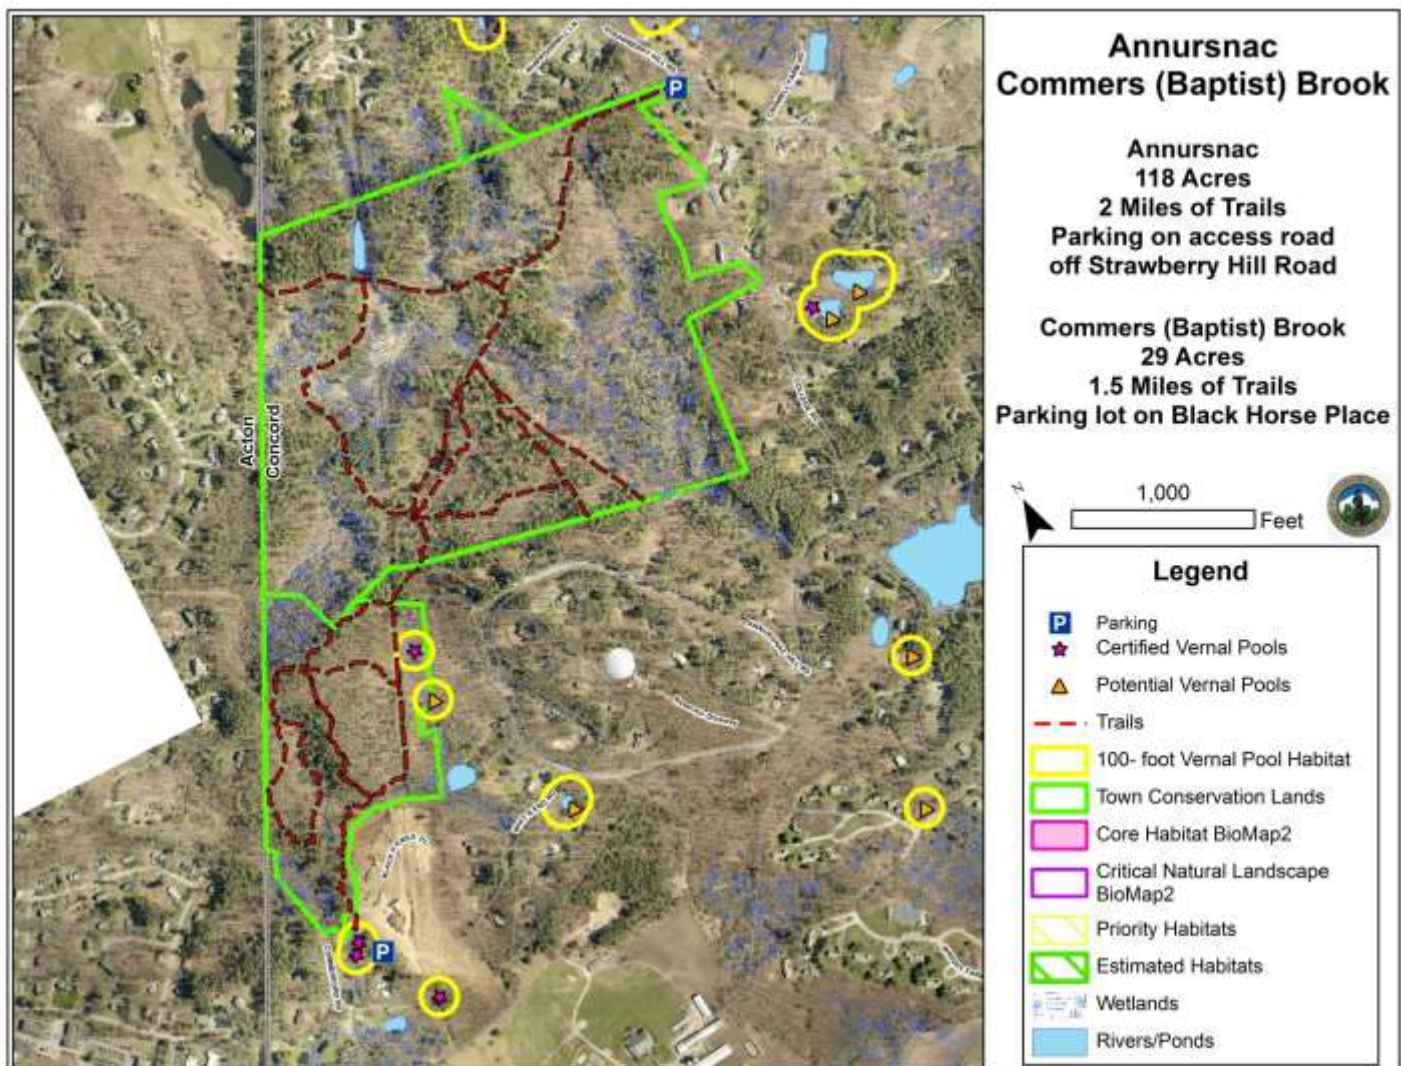 Annursnac
Commers (Baptist) Brook
Annursnac
118 Acres
2 Miles of Trails
Parking on access road
off Strawberry Hill Road
Commers (Baptist) Brook
29 Acres
1.5 Miles of Trails
Parking lot on Black Horse Place
N
1,000
Feet
Legend
P Parking
Certified Vernal Pools
Potential Vernal Pools
Trails
100- foot Vernal Pool Habitat
Town Conservation Lands
Core Habitat BioMap2
Critical Natural Landscape
BioMap2
Priority Habitats
Estimated Habitats
Wetlands
Rivers/Ponds
P
Acton
Concord
P